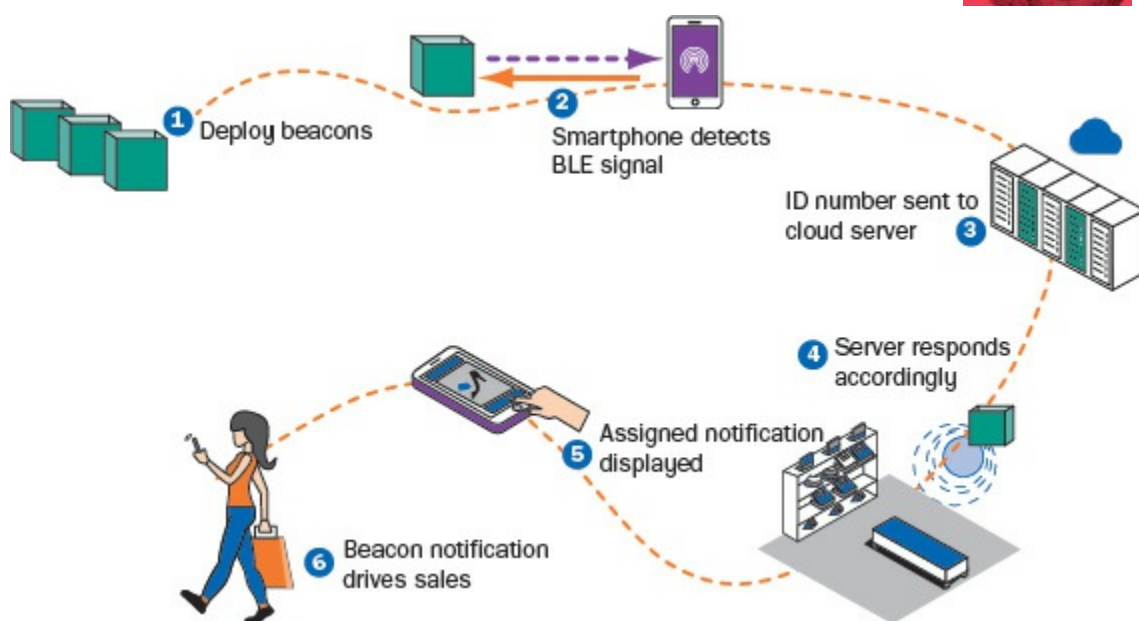 1 Deploy beacons
2
Smartphone detects
BLE signal
ID number sent to
cloud server 3
4 Server responds
accordingly
5 Assigned notification
displayed
6 Beacon notification
drives sales